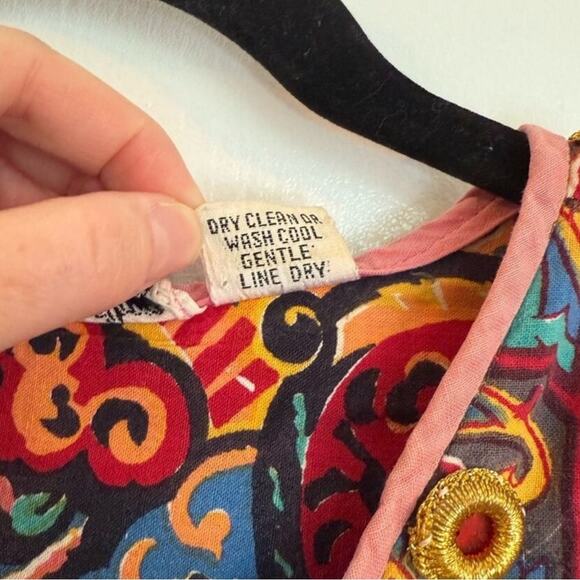 DRY CLEAN OR
WASH COOL
GENTLE
LINE DRY